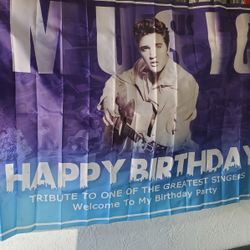 MUSIC
HAPPY BIRTHDAY
TRIBUTE TO ONE OF THE GREATEST SINGERS
Welcome To My Birthday Party